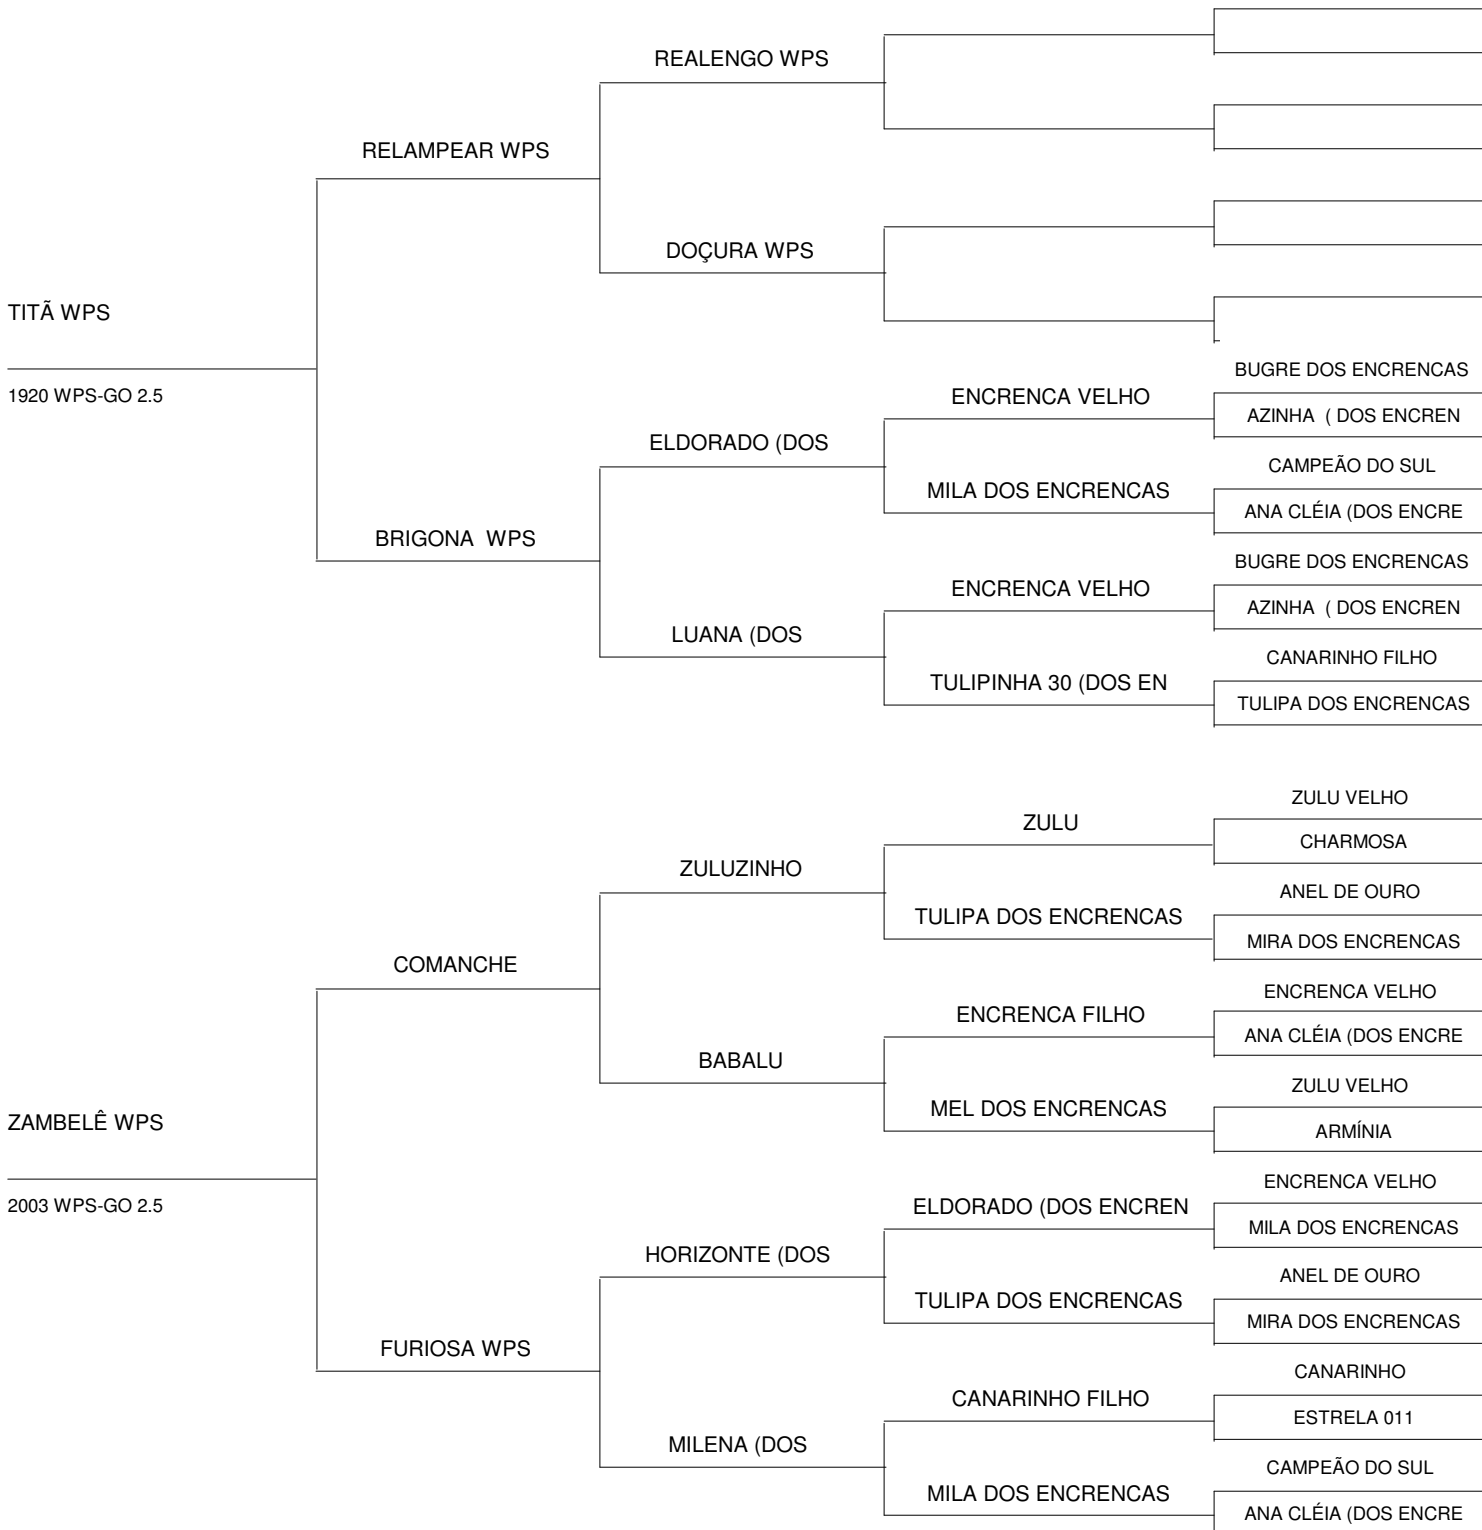 REALENGO WPS
RELAMPEAR WPS
DOÇURA WPS
TITÃ WPS
1920 WPS-GO 2.5
BUGRE DOS ENCRENCAS
ENCRENCA VELHO
AZINHA ( DOS ENCREN
ELDORADO (DOS
CAMPEÃO DO SUL
MILA DOS ENCRENCAS
ANA CLÉIA (DOS ENCRE
BRIGONA WPS
BUGRE DOS ENCRENCAS
ENCRENCA VELHO
AZINHA ( DOS ENCREN
LUANA (DOS
CANARINHO FILHO
TULIPINHA 30 (DOS EN
TULIPA DOS ENCRENCAS
ZULU VELHO
ZULU
CHARMOSA
ZULUZINHO
ANEL DE OURO
TULIPA DOS ENCRENCAS
MIRA DOS ENCRENCAS
COMANCHE
ENCRENCA VELHO
ENCRENCA FILHO
ANA CLÉIA (DOS ENCRE
BABALU
ZULU VELHO
MEL DOS ENCRENCAS
ARMÍNIA
ZAMBELÊ WPS
2003 WPS-GO 2.5
ENCRENCA VELHO
ELDORADO (DOS ENCREN
MILA DOS ENCRENCAS
HORIZONTE (DOS
ANEL DE OURO
TULIPA DOS ENCRENCAS
MIRA DOS ENCRENCAS
FURIOSA WPS
CANARINHO
CANARINHO FILHO
ESTRELA 011
MILENA (DOS
CAMPEÃO DO SUL
MILA DOS ENCRENCAS
ANA CLÉIA (DOS ENCRE